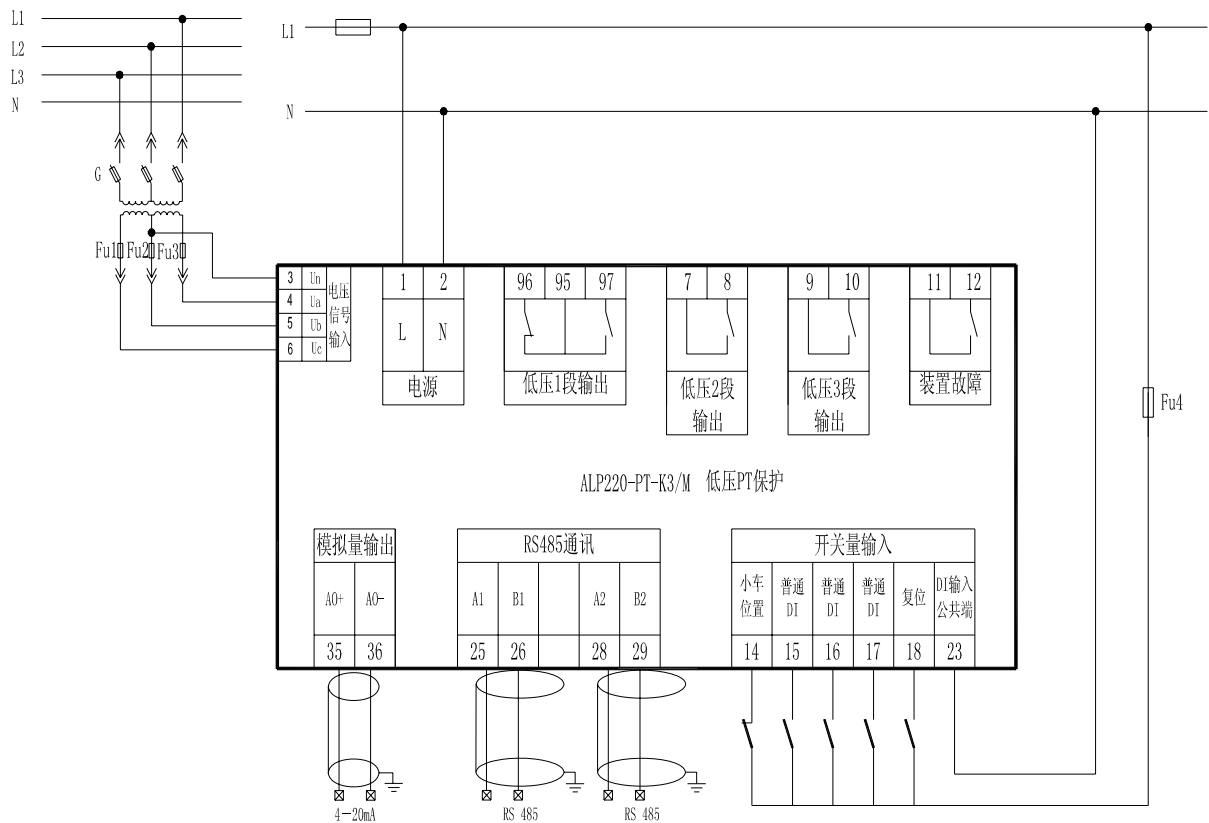 L1
L2
L3
N
L1
N
G
Fu1 Fu2 Fu3
3 Un
4 Ua
5 Ub
6 Uc
电压
信号
输入
1 2
L N
电源
96 95 97
低压1段输出
7 8
低压2段
输出
9 10
低压3段
输出
11 12
装置故障
Fu4
ALP220-PT-K3/M 低压PT保护
模拟量输出
AO+ AO-
35 36
4-20mA
RS485通讯
A1 B1 A2 B2
25 26 28 29
RS 485
RS 485
开关量输入
小车
位置
普通
DI
普通
DI
普通
DI
复位
DI输入
公共端
14 15 16 17 18 23